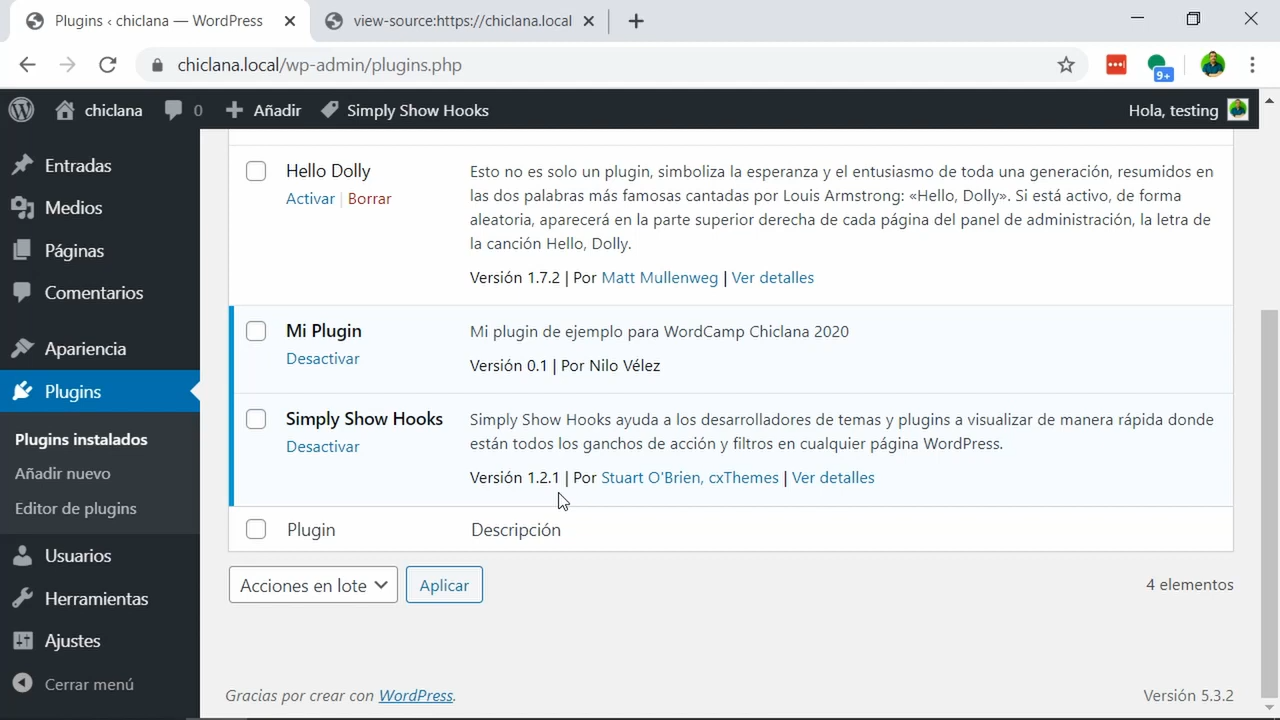 Plugins ‹ chiclana — WordPress
view-source:https://chiclana.local
chiclana.local/wp-admin/plugins.php
9+
chiclana
0
Añadir
Simply Show Hooks
Hola, testing
Entradas
Medios
Páginas
Comentarios
Apariencia
Plugins
Plugins instalados
Añadir nuevo
Editor de plugins
Usuarios
Herramientas
Ajustes
Cerrar menú
Hello Dolly
Activar | Borrar
Esto no es solo un plugin, simboliza la esperanza y el entusiasmo de toda una generación, resumidos en
las dos palabras más famosas cantadas por Louis Armstrong: «Hello, Dolly». Si está activo, de forma
aleatoria, aparecerá en la parte superior derecha de cada página del panel de administración, la letra de
la canción Hello, Dolly.
Versión 1.7.2 | Por Matt Mullenweg | Ver detalles
Mi Plugin
Desactivar
Mi plugin de ejemplo para WordCamp Chiclana 2020
Versión 0.1 | Por Nilo Vélez
Simply Show Hooks
Desactivar
Simply Show Hooks ayuda a los desarrolladores de temas y plugins a visualizar de manera rápida donde
están todos los ganchos de acción y filtros en cualquier página WordPress.
Versión 1.2.1 | Por Stuart O'Brien, cxThemes | Ver detalles
Plugin
Descripción
Acciones en lote
Aplicar
4 elementos
Gracias por crear con WordPress.
Versión 5.3.2